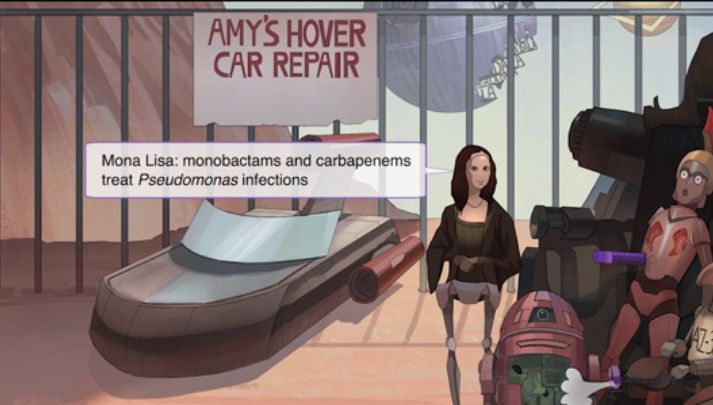 AMY'S HOVER
CAR REPAIR
Mona Lisa: monobactams and carbapenems
treat Pseudomonas infections